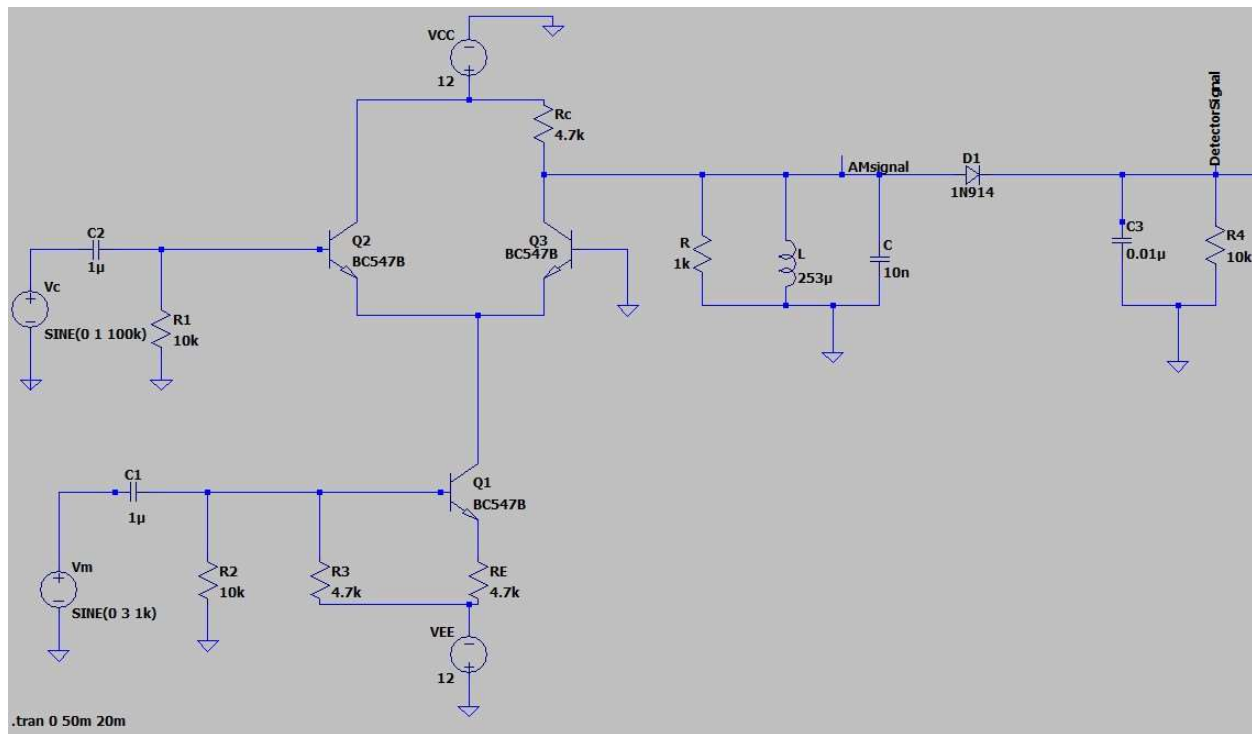 VCC
12
Rc
4.7k
DetectorSignal
AMsignal
D1
1N914
C2
1µ
Q2
BC547B
Q3
BC547B
R
1k
L
253µ
C
10n
C3
0.01µ
R4
10k
Vc
SINE(0 1 100k)
R1
10k
C1
1µ
Q1
BC547B
Vm
SINE(0 3 1k)
R2
10k
R3
4.7k
RE
4.7k
VEE
12
.tran 0 50m 20m